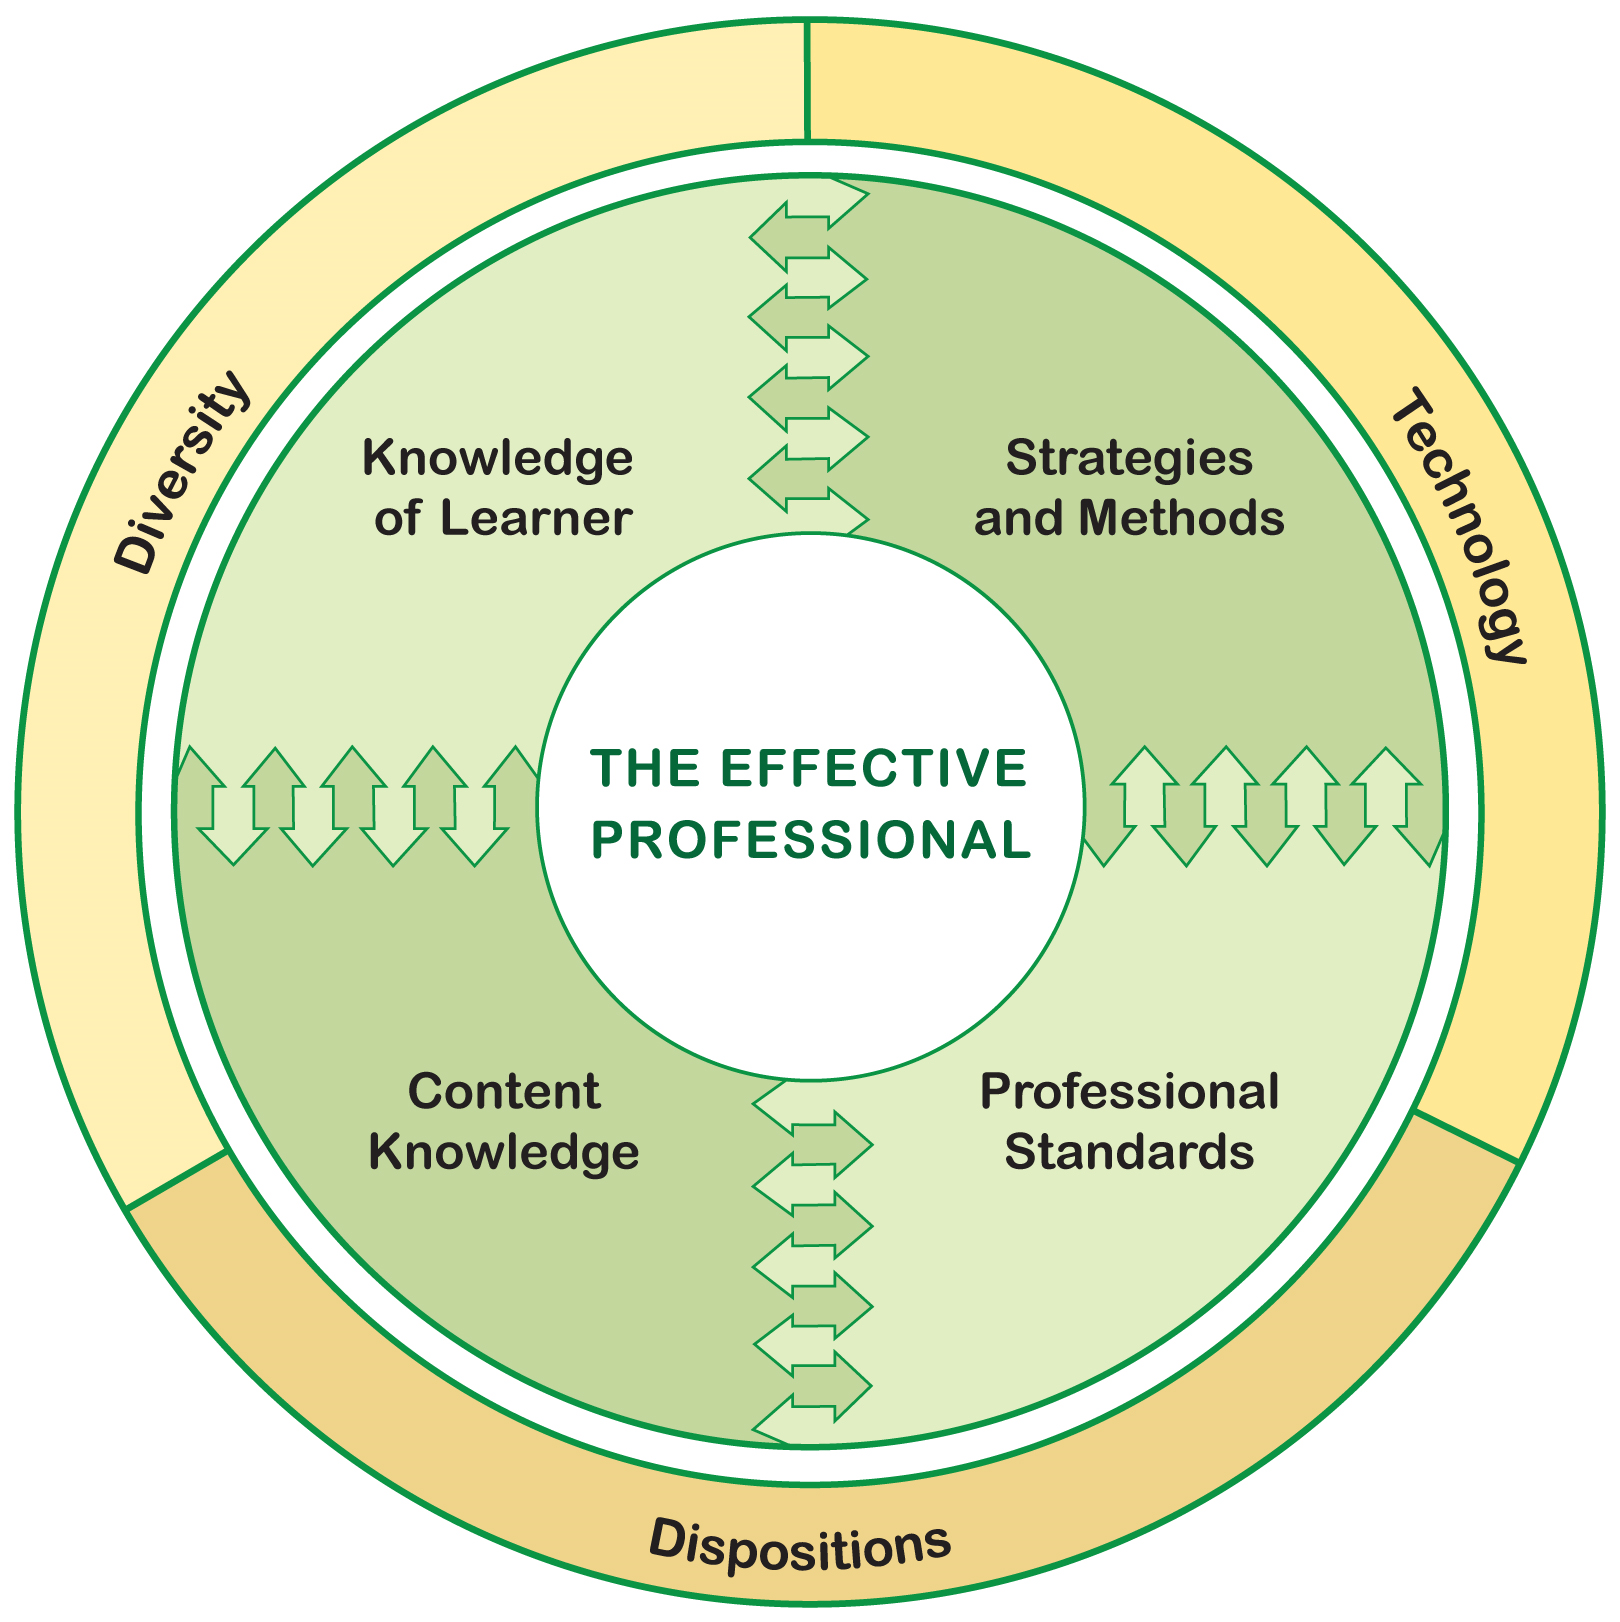 Diversity
Technology
Knowledge
of Learner
Strategies
and Methods
THE EFFECTIVE
PROFESSIONAL
Content
Knowledge
Professional
Standards
Dispositions